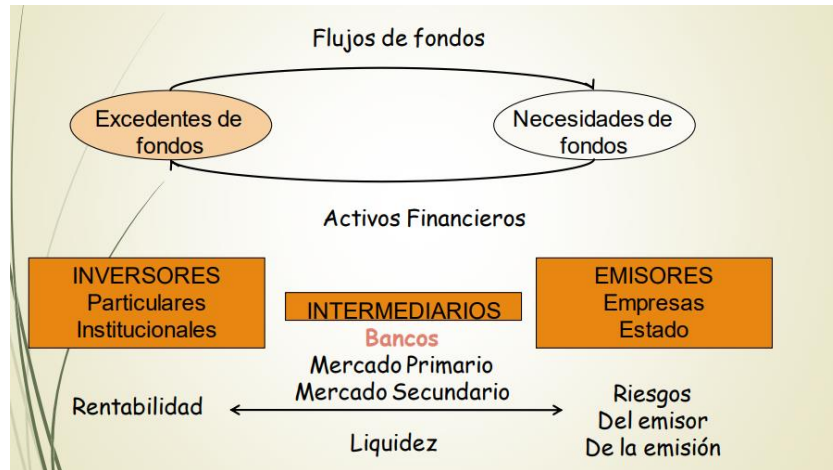 Flujos de fondos
Excedentes de
fondos
Necesidades de
fondos
Activos Financieros
INVERSORES
Particulares
Institucionales
INTERMEDIARIOS
Bancos
Mercado Primario
Mercado Secundario
EMISORES
Empresas
Estado
Rentabilidad
Liquidez
Riesgos
Del emisor
De la emisión